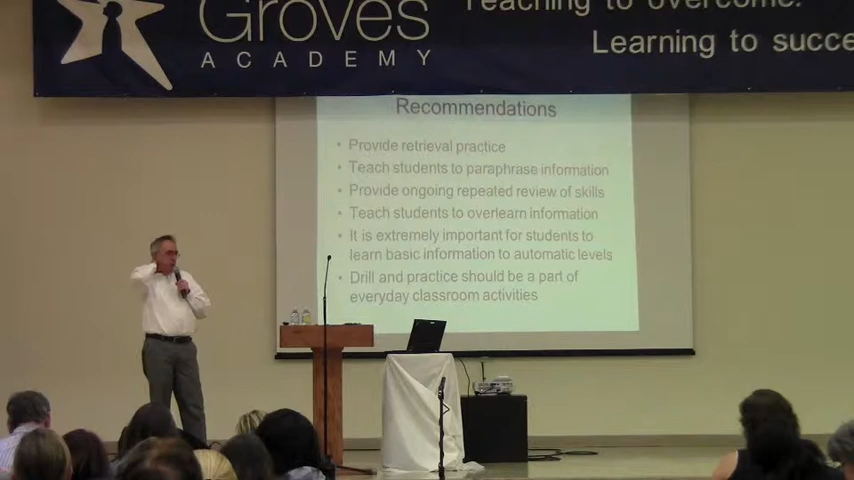 Groves
ACADEMY
Teaching to overcome.
Learning to success
Recommendations
• Provide retrieval practice
• Teach students to paraphrase information
• Provide ongoing repeated review of skills
• Teach students to overlearn information
• It is extremely important for students to
learn basic information to automatic levels
• Drill and practice should be a part of
everyday classroom activities